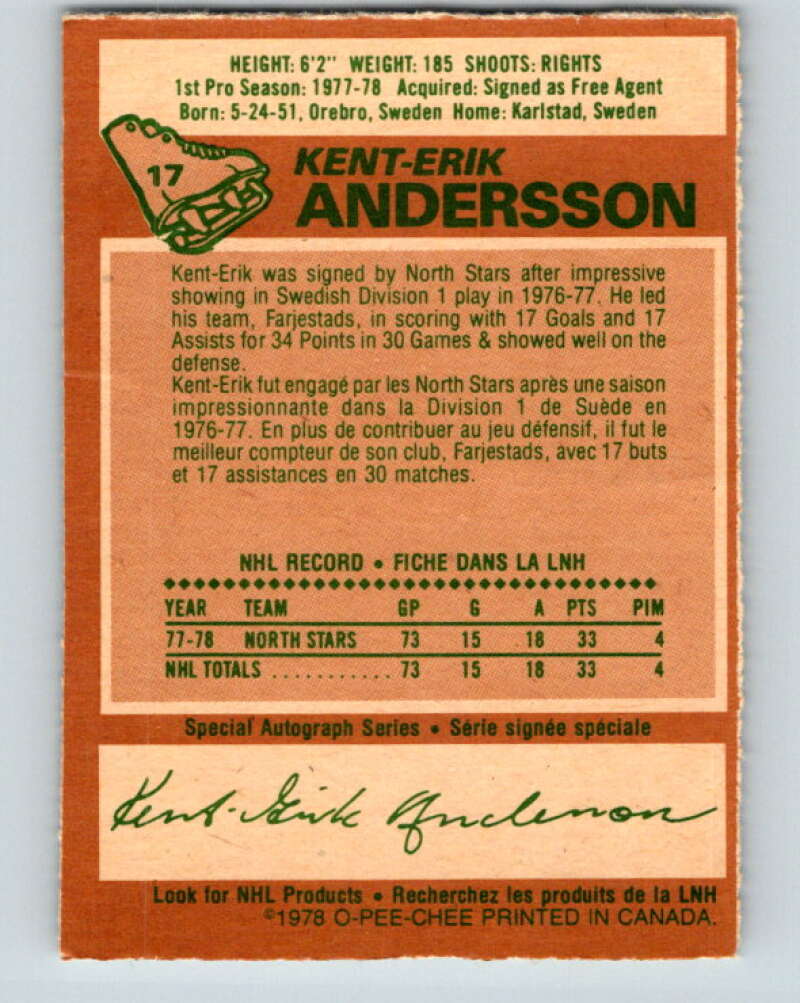 HEIGHT: 6'2" WEIGHT: 185 SHOOTS: RIGHTS
1st Pro Season: 1977-78 Acquired: Signed as Free Agent
Born: 5-24-51, Orebro, Sweden Home: Karlstad, Sweden
17
KENT-ERIK
ANDERSSON
Kent-Erik was signed by North Stars after impressive
showing in Swedish Division 1 play in 1976-77. He led
his team, Farjestads, in scoring with 17 Goals and 17
Assists for 34 Points in 30 Games & showed well on the
defense.
Kent-Erik fut engagé par les North Stars après une saison
impressionnante dans la Division 1 de Suède en
1976-77. En plus de contribuer au jeu défensif, il fut le
meilleur compteur de son club, Farjestads, avec 17 buts
et 17 assistances en 30 matches.
NHL RECORD • FICHE DANS LA LNH
YEAR TEAM GP G A PTS PIM
77-78 NORTH STARS 73 15 18 33 4
NHL TOTALS ........... 73 15 18 33 4
Special Autograph Series • Série signée spéciale
Kent-Erik Andersson
Look for NHL Products • Recherchez les produits de la LNH
©1978 O-PEE-CHEE PRINTED IN CANADA.